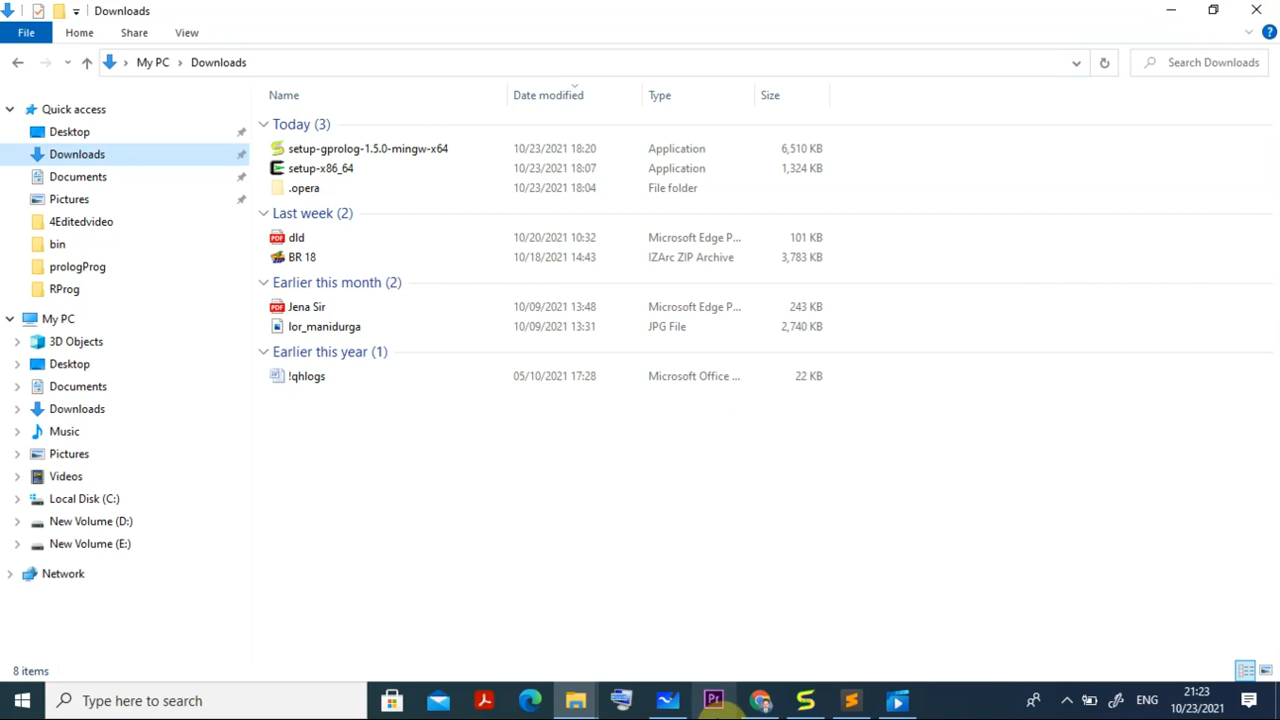 Downloads
File Home Share View
My PC Downloads Search Downloads
Name Date modified Type Size
Quick access
Desktop
Downloads
Documents
Pictures
4Editedvideo
bin
prologProg
RProg
My PC
3D Objects
Desktop
Documents
Downloads
Music
Pictures
Videos
Local Disk (C:)
New Volume (D:)
New Volume (E:)
Network
Today (3)
setup-gprolog-1.5.0-mingw-x64 10/23/2021 18:20 Application 6,510 KB
setup-x86_64 10/23/2021 18:07 Application 1,324 KB
.opera 10/23/2021 18:04 File folder
Last week (2)
dld 10/20/2021 10:32 Microsoft Edge P... 101 KB
BR 18 10/18/2021 14:43 IZArc ZIP Archive 3,783 KB
Earlier this month (2)
Jena Sir 10/09/2021 13:48 Microsoft Edge P... 243 KB
lor_manidurga 10/09/2021 13:31 JPG File 2,740 KB
Earlier this year (1)
!qhlogs 05/10/2021 17:28 Microsoft Office ... 22 KB
8 items
Type here to search Pr ENG 21:23
10/23/2021